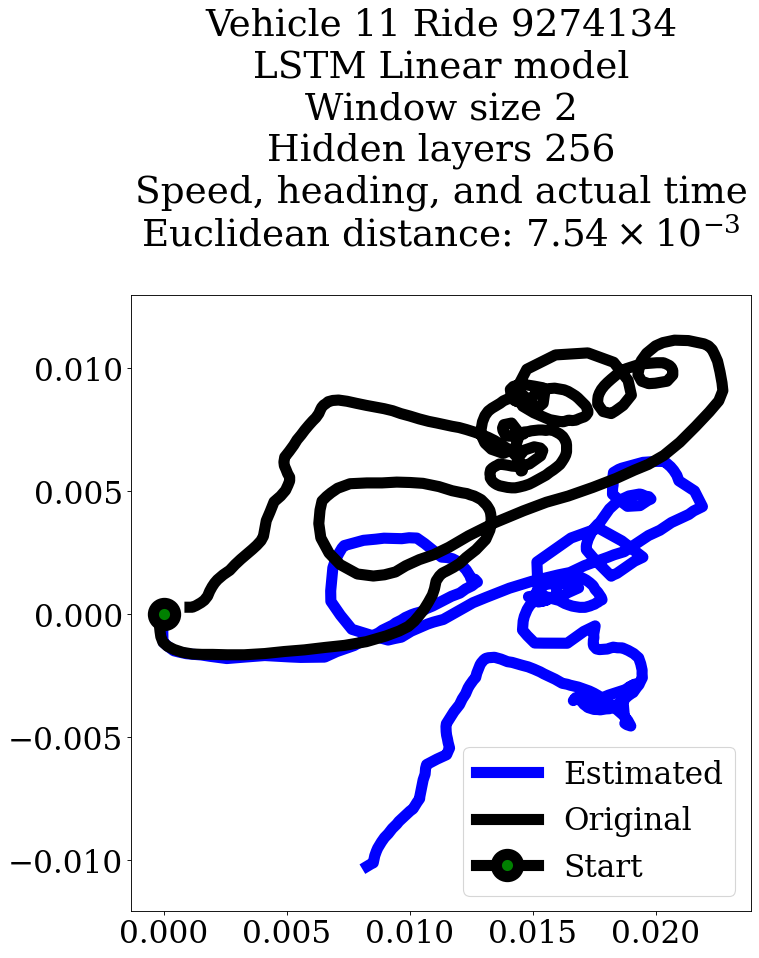 Vehicle 11 Ride 9274134
LSTM Linear model
Window size 2
Hidden layers 256
Speed, heading, and actual time
Euclidean distance: 7.54 × 10⁻³
0.010
0.005
0.000
−0.005
−0.010
Estimated
Original
Start
0.000 0.005 0.010 0.015 0.020